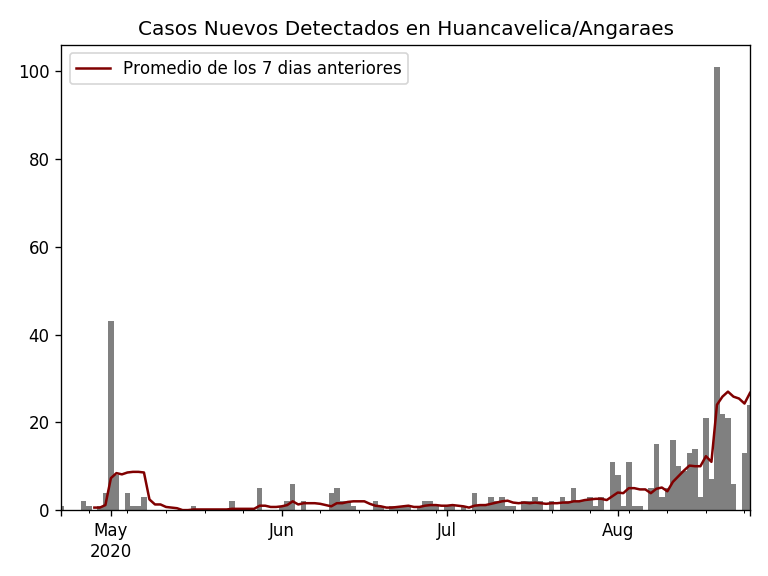 Casos Nuevos Detectados en Huancavelica/Angaraes
Promedio de los 7 dias anteriores
100
80
60
40
20
0
May
2020
Jun
Jul
Aug